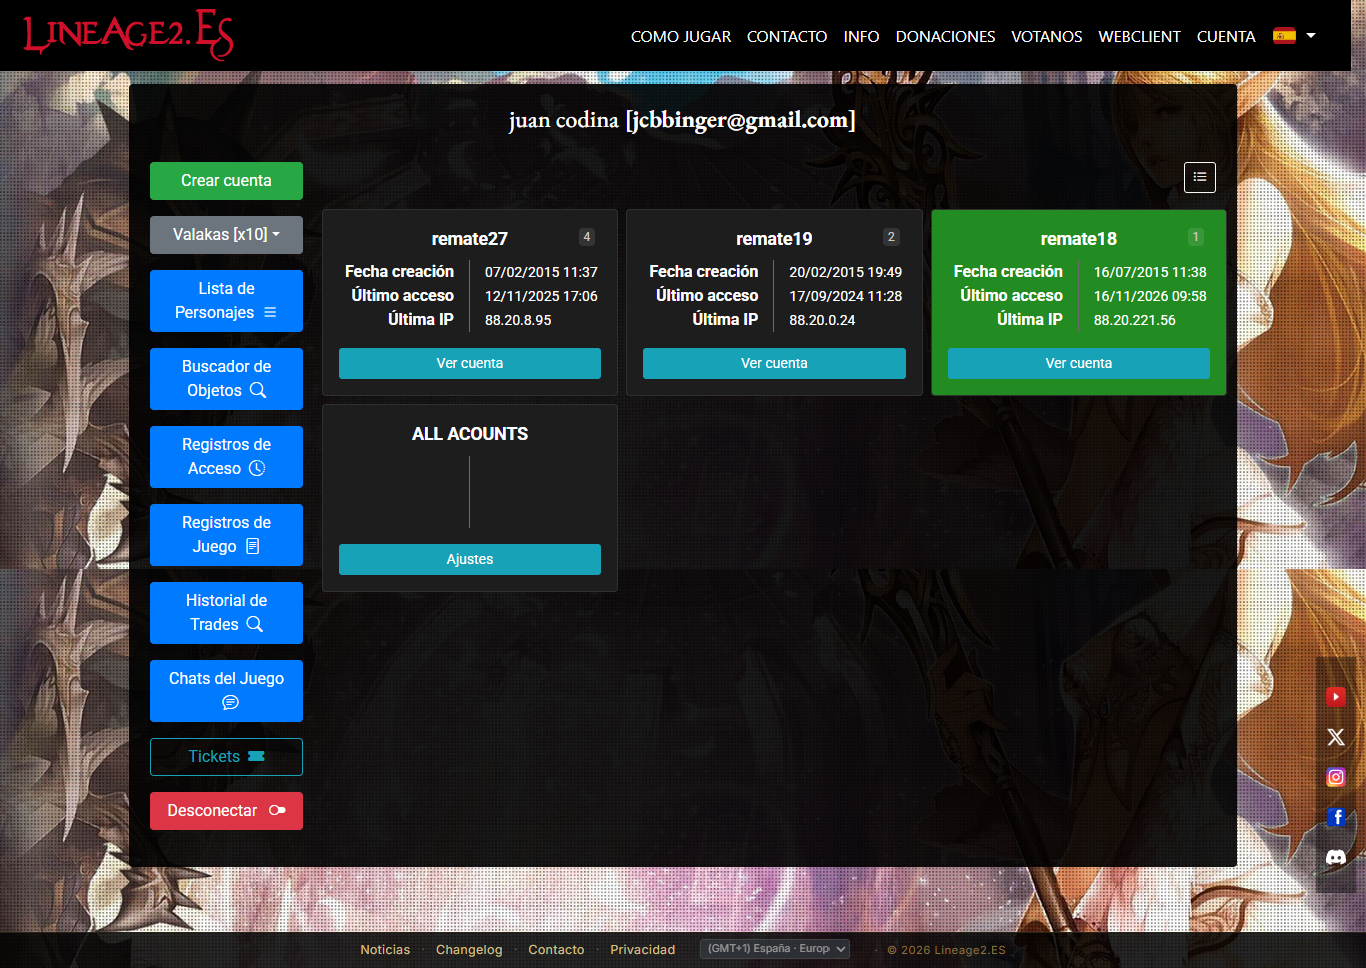 LINEAGE2.ES
COMO JUGAR CONTACTO INFO DONACIONES VOTANOS WEBCLIENT CUENTA
juan codina [jcbbinger@gmail.com]
Crear cuenta
Valakas [x10]
Lista de
Personajes
Buscador de
Objetos
Registros de
Acceso
Registros de
Juego
Historial de
Trades
Chats del Juego
Tickets
Desconectar
remate27 4
Fecha creación 07/02/2015 11:37
Último acceso 12/11/2025 17:06
Última IP 88.20.8.95
Ver cuenta
remate19 2
Fecha creación 20/02/2015 19:49
Último acceso 17/09/2024 11:28
Última IP 88.20.0.24
Ver cuenta
remate18 1
Fecha creación 16/07/2015 11:38
Último acceso 16/11/2026 09:58
Última IP 88.20.221.56
Ver cuenta
ALL ACOUNTS
Ajustes
Noticias · Changelog · Contacto · Privacidad (GMT+1) España · Europ · © 2026 Lineage2.ES